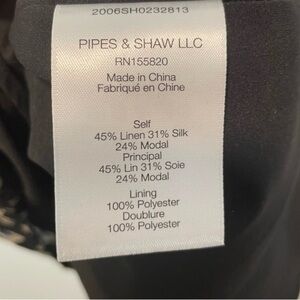 2006SH0232813
PIPES & SHAW LLC
RN155820
Made in China
Fabriqué en Chine
Self
45% Linen 31% Silk
24% Modal
Principal
45% Lin 31% Soie
24% Modal
Lining
100% Polyester
Doublure
100% Polyester